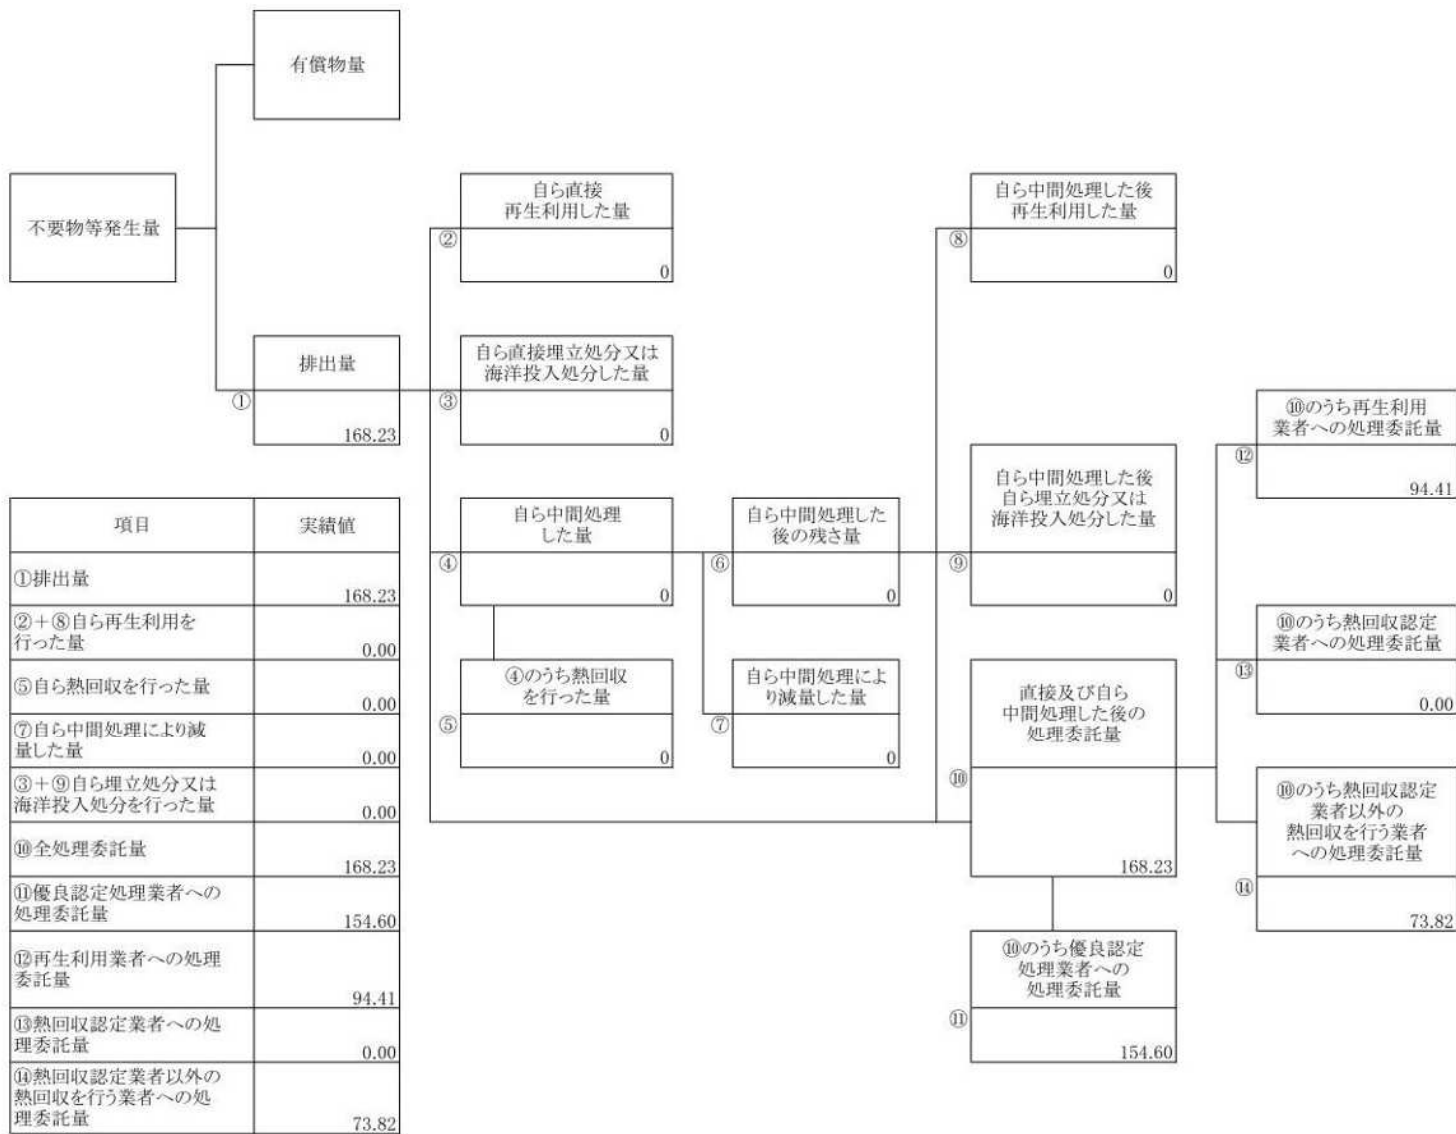 有償物量
不要物等発生量
排出量
①
168.23
自ら直接
再生利用した量
②
0
自ら直接埋立処分又は
海洋投入処分した量
③
0
自ら中間処理
した量
④
0
④のうち熱回収
を行った量
⑤
0
自ら中間処理した
後の残さ量
⑥
0
自ら中間処理によ
り減量した量
⑦
0
自ら中間処理した後
再生利用した量
⑧
0
自ら中間処理した後
自ら埋立処分又は
海洋投入処分した量
⑨
0
直接及び自ら
中間処理した後の
処理委託量
⑩
168.23
⑩のうち優良認定
処理業者への
処理委託量
⑪
154.60
⑩のうち再生利用
業者への処理委託量
⑫
94.41
⑩のうち熱回収認定
業者への処理委託量
⑬
0.00
⑩のうち熱回収認定
業者以外の
熱回収を行う業者
への処理委託量
⑭
73.82
項目 実績値
①排出量
168.23
②+⑧自ら再生利用を
行った量
0.00
⑤自ら熱回収を行った量
0.00
⑦自ら中間処理により減
量した量
0.00
③+⑨自ら埋立処分又は
海洋投入処分を行った量
0.00
⑩全処理委託量
168.23
⑪優良認定処理業者への
処理委託量
154.60
⑫再生利用業者への処理
委託量
94.41
⑬熱回収認定業者への処
理委託量
0.00
⑭熱回収認定業者以外の
熱回収を行う業者への処
理委託量
73.82